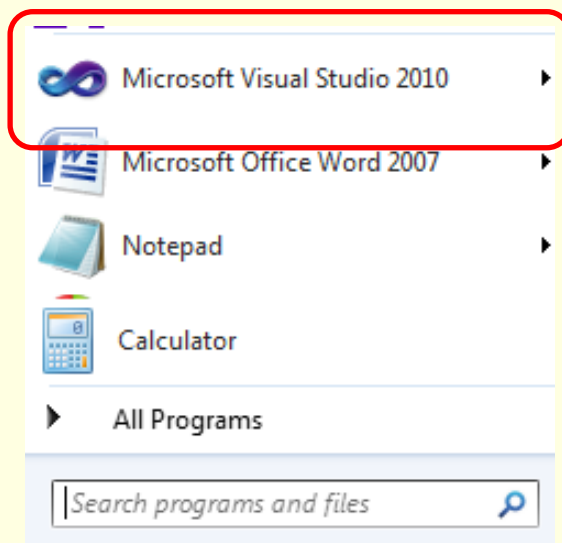 Microsoft Visual Studio 2010
Microsoft Office Word 2007
Notepad
Calculator
All Programs
Search programs and files